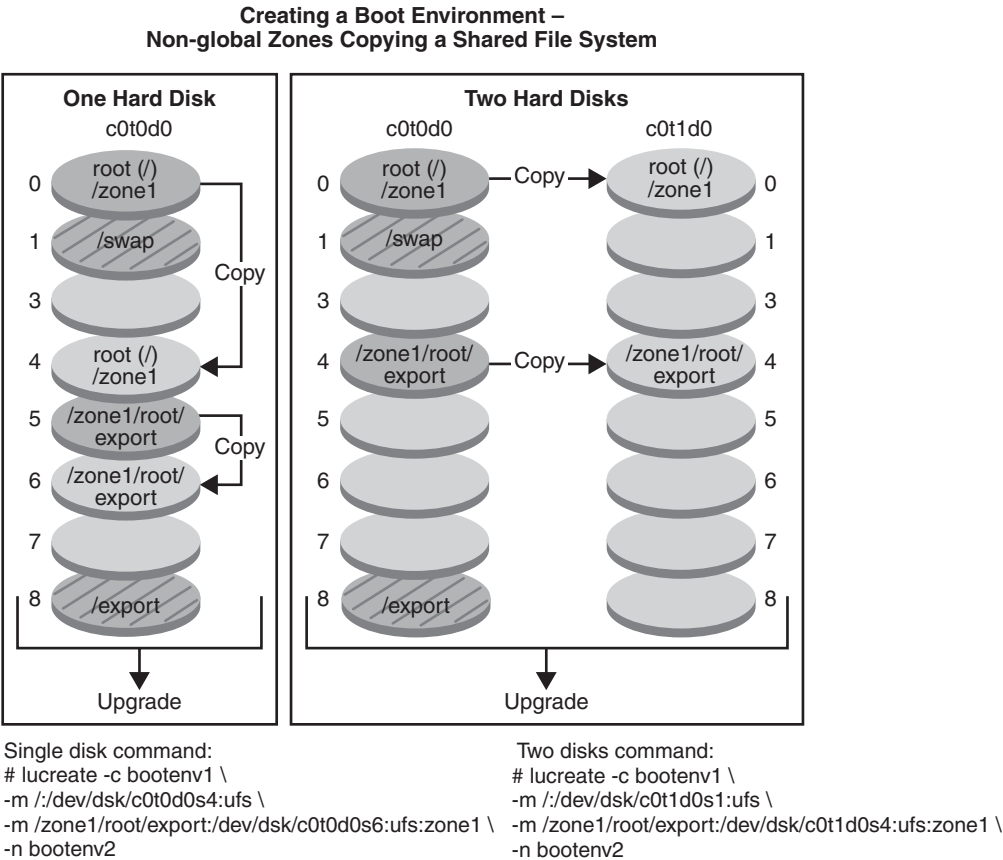 Creating a Boot Environment –
Non-global Zones Copying a Shared File System
One Hard Disk
c0t0d0
0
root (/)
/zone1
1
/swap
Copy
3
4
root (/)
/zone1
5
/zone1/root/
export
Copy
6
/zone1/root/
export
7
8
/export
Upgrade
Two Hard Disks
c0t0d0
c0t1d0
0
root (/)
/zone1
Copy
root (/)
/zone1
0
1
/swap
1
3
3
4
/zone1/root/
export
Copy
/zone1/root/
export
4
5
5
6
6
7
7
8
/export
8
Upgrade
Single disk command:
# lucreate -c bootenv1 \
-m /:/dev/dsk/c0t0d0s4:ufs \
-m /zone1/root/export:/dev/dsk/c0t0d0s6:ufs:zone1 \
-n bootenv2
Two disks command:
# lucreate -c bootenv1 \
-m /:/dev/dsk/c0t1d0s1:ufs \
-m /zone1/root/export:/dev/dsk/c0t1d0s4:ufs:zone1 \
-n bootenv2